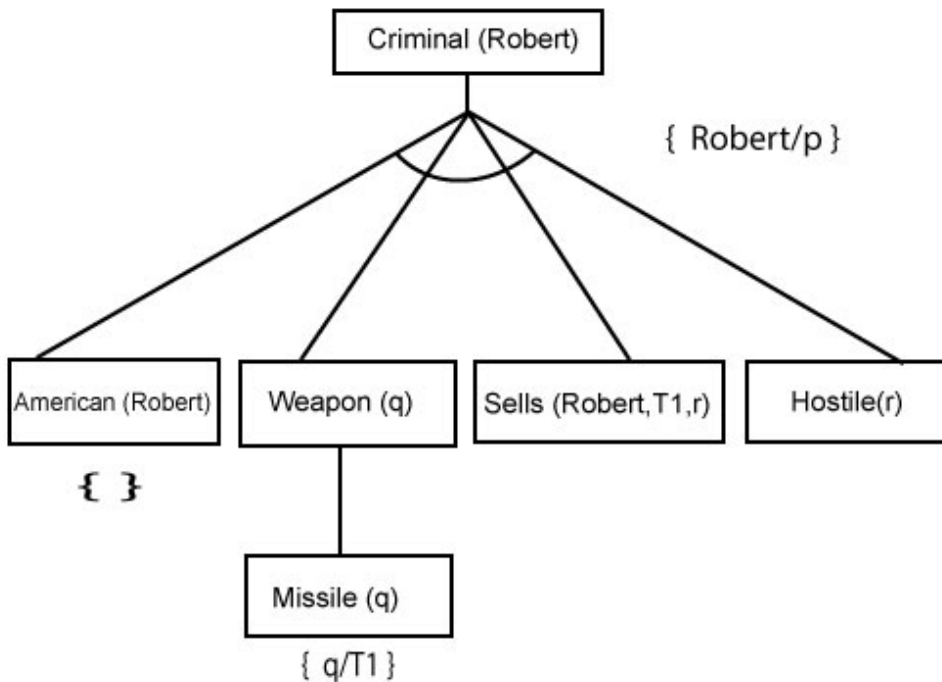 Criminal (Robert)
{ Robert/p }
American (Robert)
Weapon (q)
Sells (Robert,T1,r)
Hostile(r)
{ }
Missile (q)
{ q/T1 }